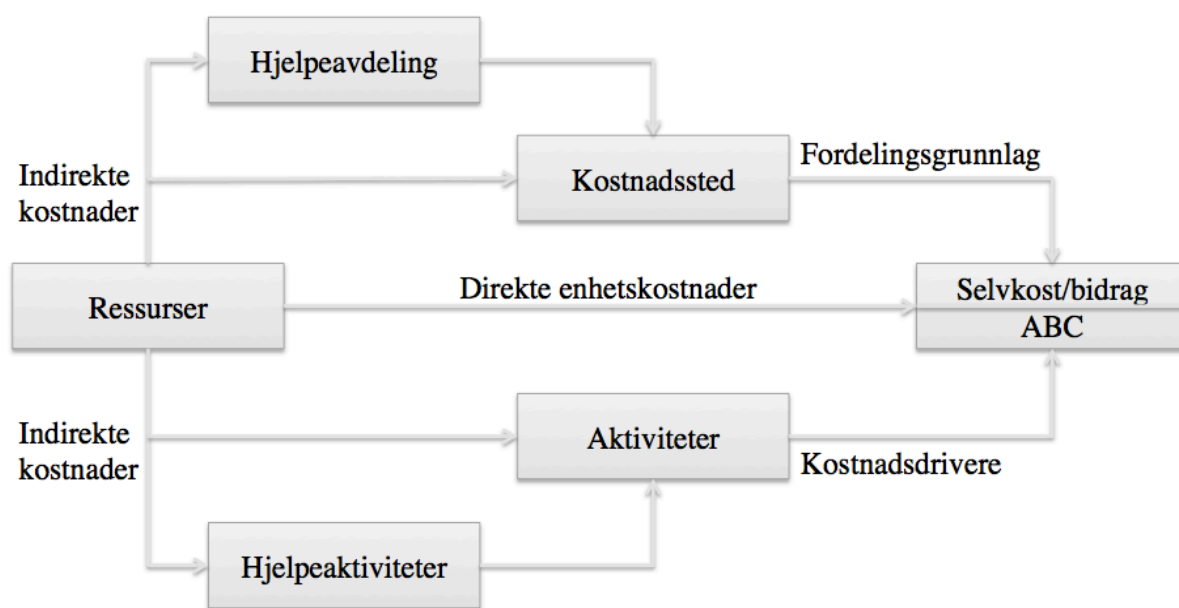 Hjelpeavdeling
Fordelingsgrunnlag
Indirekte
kostnader
Kostnadssted
Direkte enhetskostnader
Selvkost/bidrag
Ressurser
ABC
Indirekte
kostnader
Aktiviteter
Kostnadsdrivere
Hjelpeaktiviteter